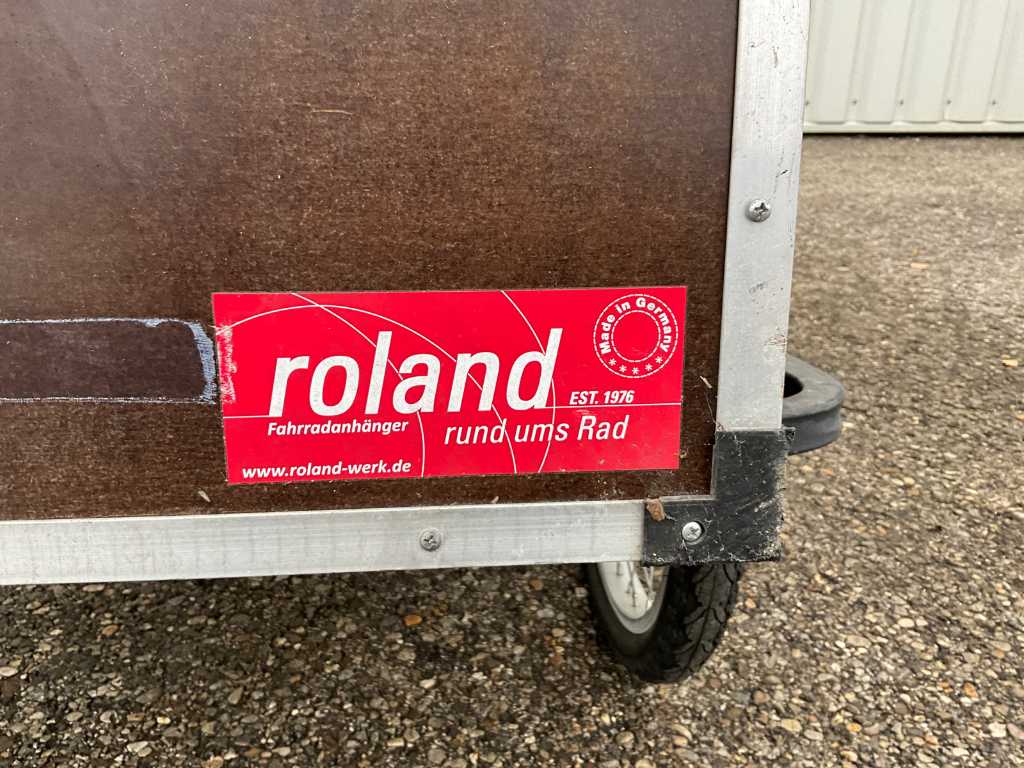 Made in Germany
roland
EST. 1976
Fahrradanhänger
rund ums Rad
www.roland-werk.de